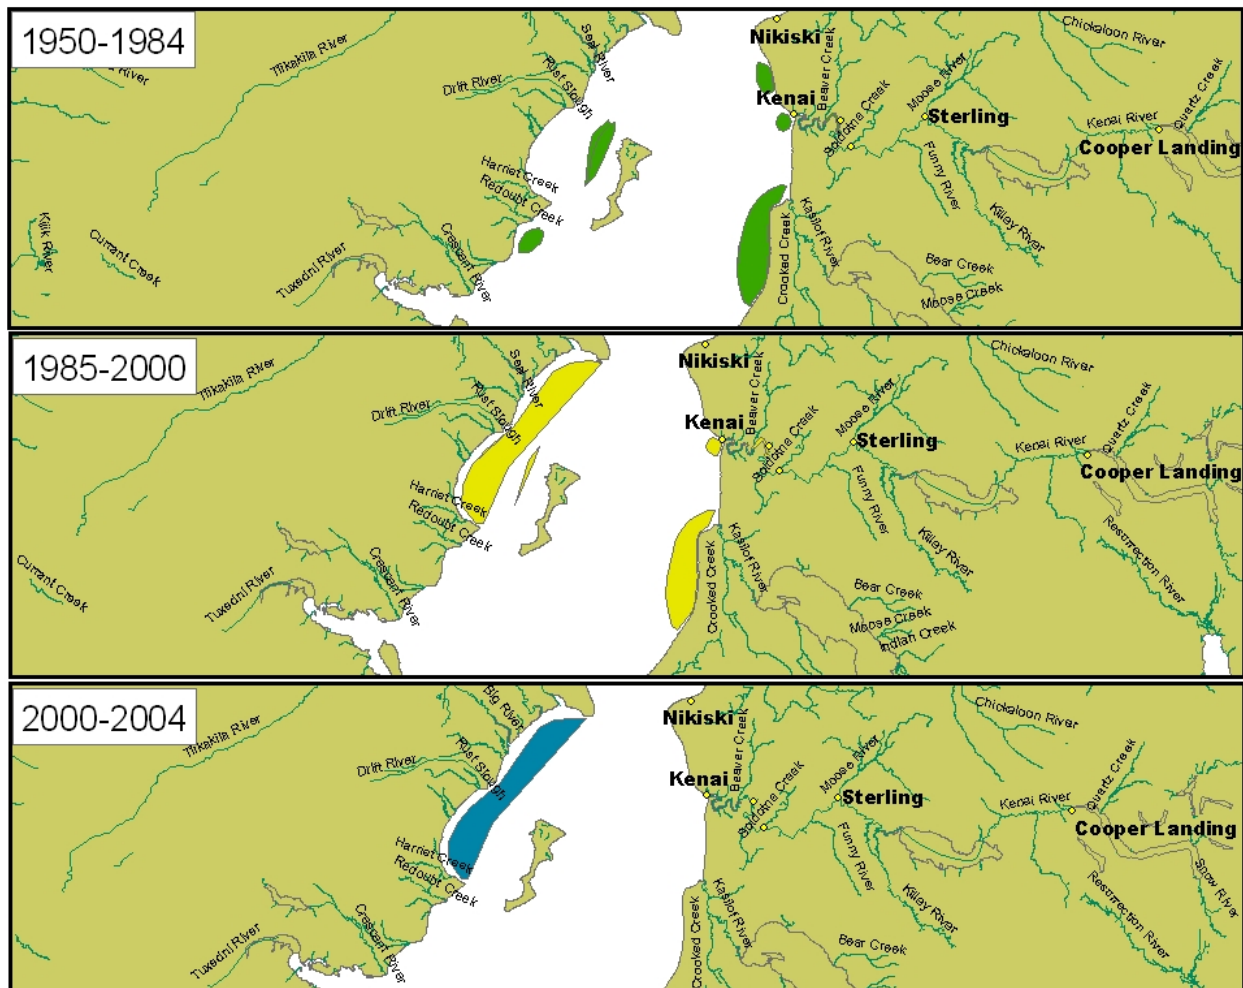 1950-1984
Tlikakila River
River
Drift River
Rust Slough
Seal River
Harriet Creek
Redoubt Creek
Kijik River
Currant Creek
Tuxedni River
Crescent River
Nikiski
Kenai
Beaver Creek
Soldotna Creek
Moose River
Sterling
Chickaloon River
Kenai River
Quartz Creek
Cooper Landing
Funny River
Killey River
Kasilof River
Crooked Creek
Bear Creek
Moose Creek
1985-2000
Tlikakila River
Drift River
Rust Slough
Seal River
Harriet Creek
Redoubt Creek
Currant Creek
Tuxedni River
Crescent River
Nikiski
Kenai
Beaver Creek
Soldotna Creek
Moose River
Sterling
Chickaloon River
Kenai River
Quartz Creek
Cooper Landing
Funny River
Killey River
Resurrection River
Kasilof River
Crooked Creek
Bear Creek
Moose Creek
Indian Creek
2000-2004
Tlikakila River
Drift River
Rust Slough
Big River
Harriet Creek
Redoubt Creek
Tuxedni River
Crescent River
Nikiski
Kenai
Beaver Creek
Soldotna Creek
Moose River
Sterling
Chickaloon River
Kenai River
Quartz Creek
Cooper Landing
Funny River
Killey River
Resurrection River
Snow River
Kasilof River
Crooked Creek
Bear Creek